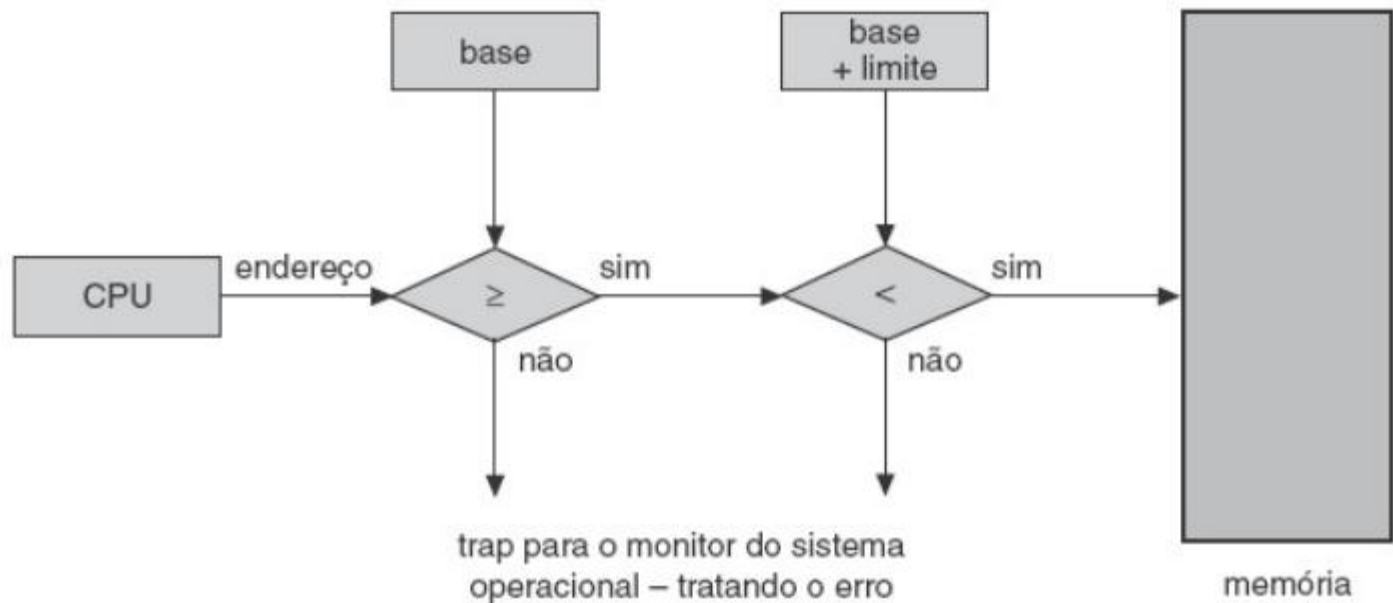 base
base
+ limite
CPU
endereço
≥
sim
<
sim
não
não
trap para o monitor do sistema
operacional – tratando o erro
memória